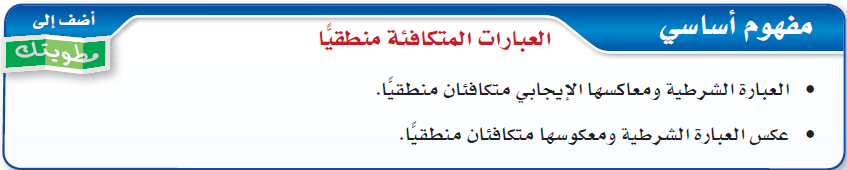 مفهوم أساسي
العبارات المتكافئة منطقيًّا
أضف إلى
مطويتك
• العبارة الشرطية ومعاكسها الإيجابي متكافئان منطقيًّا.
• عكس العبارة الشرطية ومعكوسها متكافئان منطقيًّا.